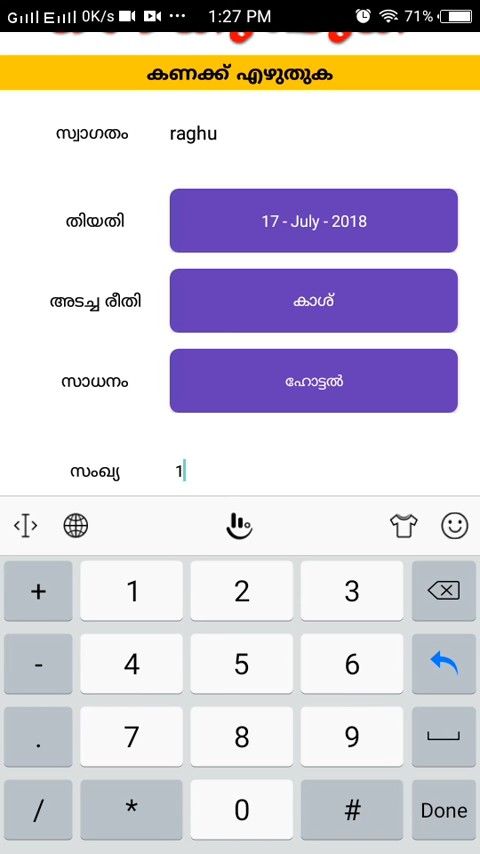 G E 0K/s ••• 1:27 PM 71%
കണക്ക് എഴുതുക
സ്വാഗതം raghu
തിയതി 17 - July - 2018
അടച്ച രീതി കാശ്
സാധനം ഹോട്ടൽ
സംഖ്യ 1
+ 1 2 3
- 4 5 6
. 7 8 9
/ * 0 # Done